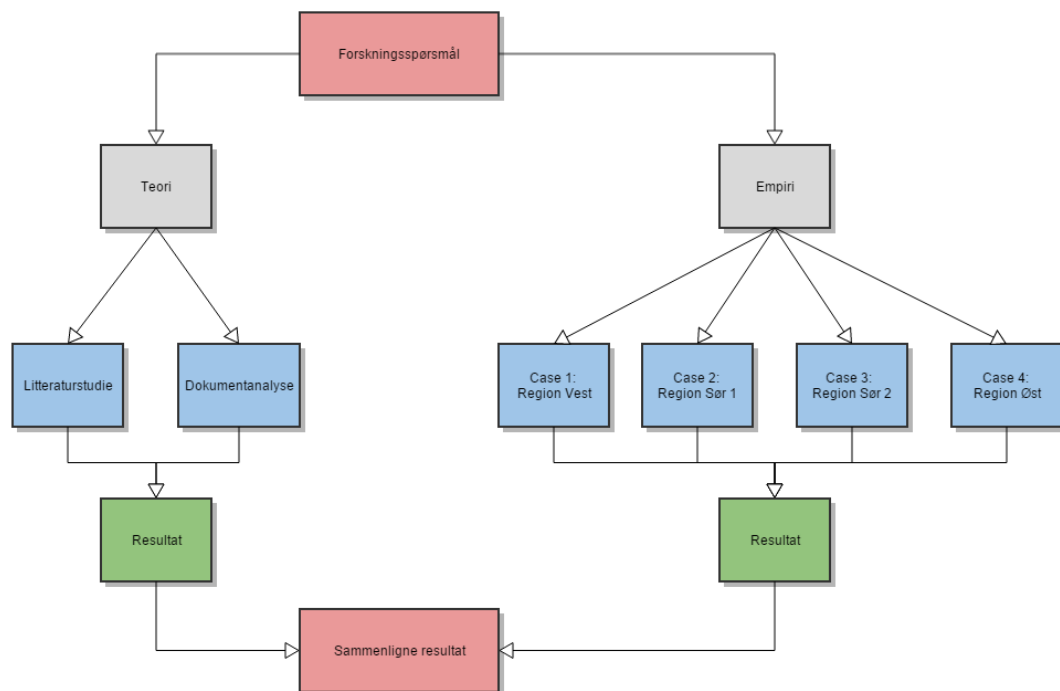 Forskningsspørsmål
Teori
Empiri
Litteraturstudie
Dokumentanalyse
Case 1:
Region Vest
Case 2:
Region Sør 1
Case 3:
Region Sør 2
Case 4:
Region Øst
Resultat
Resultat
Sammenligne resultat